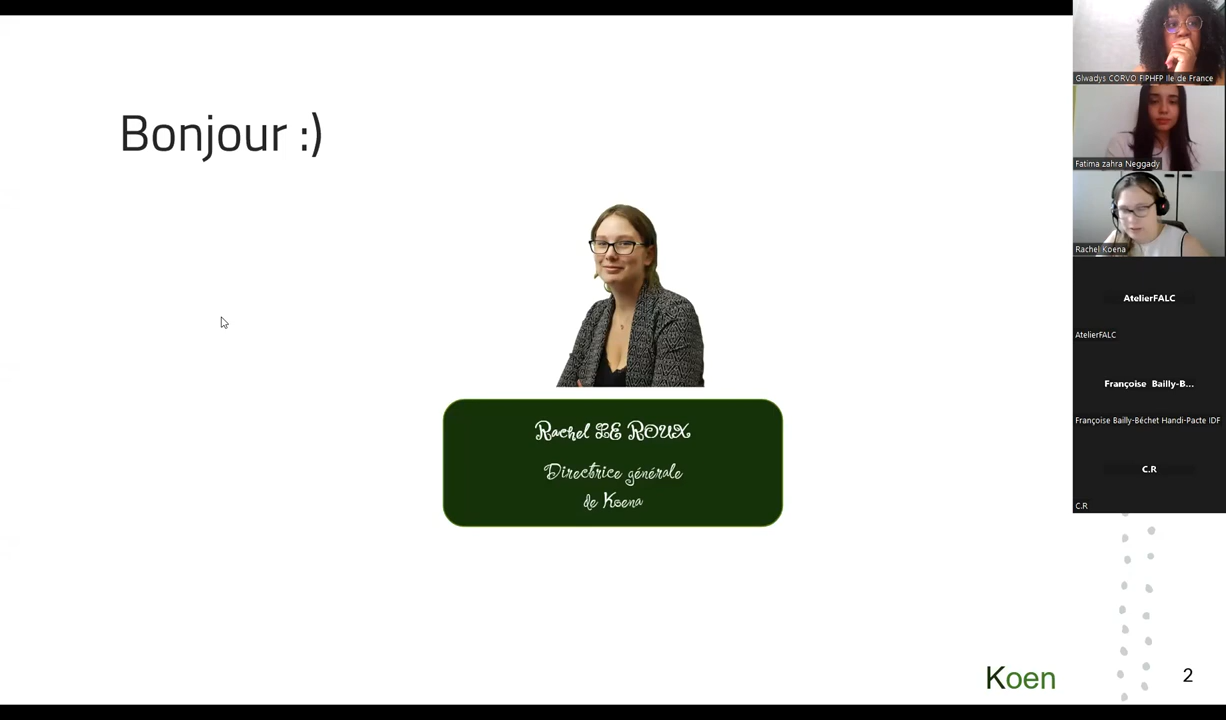 Bonjour :)
Rachel LE ROUX
Directrice générale
de Koena
Koen
2
Glwadys CORVO FIPHFP Ile de France
Fatima zahra Neggady
Rachel Koena
AtelierFALC
AtelierFALC
Françoise Bailly-B...
Françoise Bailly-Béchet Handi-Pacte IDF
C.R
C.R